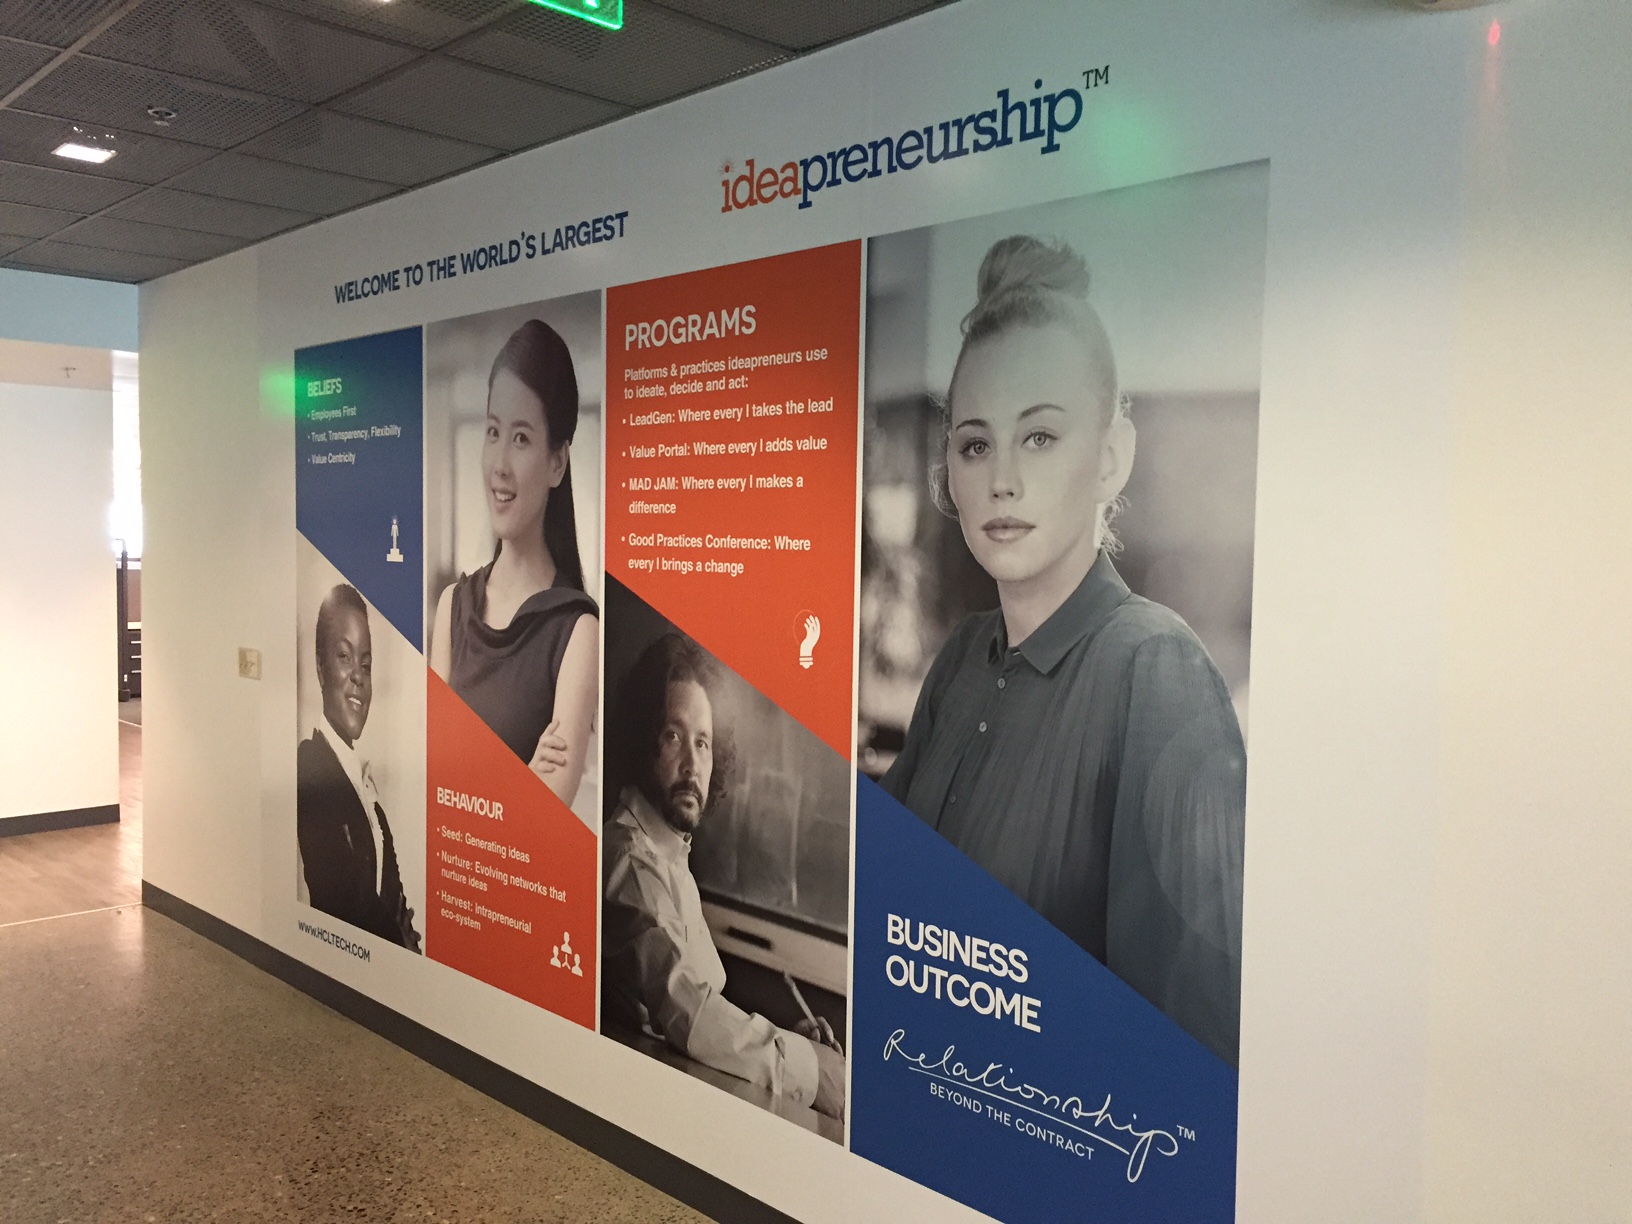 WELCOME TO THE WORLD'S LARGEST
ideapreneurship™
BELIEFS
• Employees First
• Trust, Transparency, Flexibility
• Value Centricity
BEHAVIOUR
• Seed: Generating ideas
• Nurture: Evolving networks that
nurture ideas
• Harvest: Intrapreneurial
eco-system
PROGRAMS
Platforms & practices ideapreneurs use
to ideate, decide and act:
• LeadGen: Where every I takes the lead
• Value Portal: Where every I adds value
• MAD JAM: Where every I makes a
difference
• Good Practices Conference: Where
every I brings a change
BUSINESS
OUTCOME
Relationship™
BEYOND THE CONTRACT
WWW.HCLTECH.COM